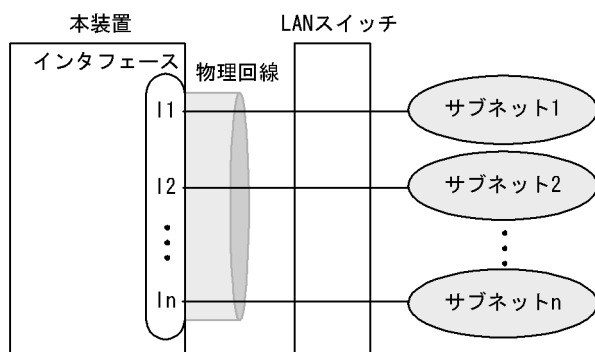 本装置
LANスイッチ
インタフェース
物理回線
I1
サブネット1
I2
サブネット2
In
サブネットn